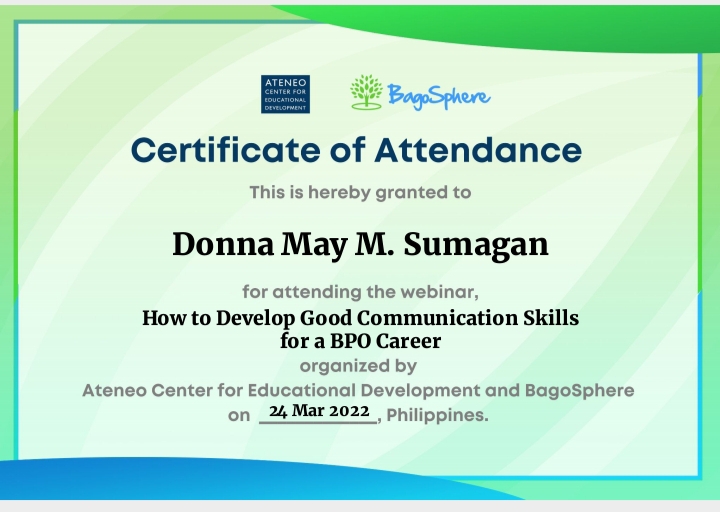 ATENEO
CENTER FOR
EDUCATIONAL
DEVELOPMENT
BagoSphere
Certificate of Attendance
This is hereby granted to
Donna May M. Sumagan
for attending the webinar,
How to Develop Good Communication Skills
for a BPO Career
organized by
Ateneo Center for Educational Development and BagoSphere
on 24 Mar 2022, Philippines.